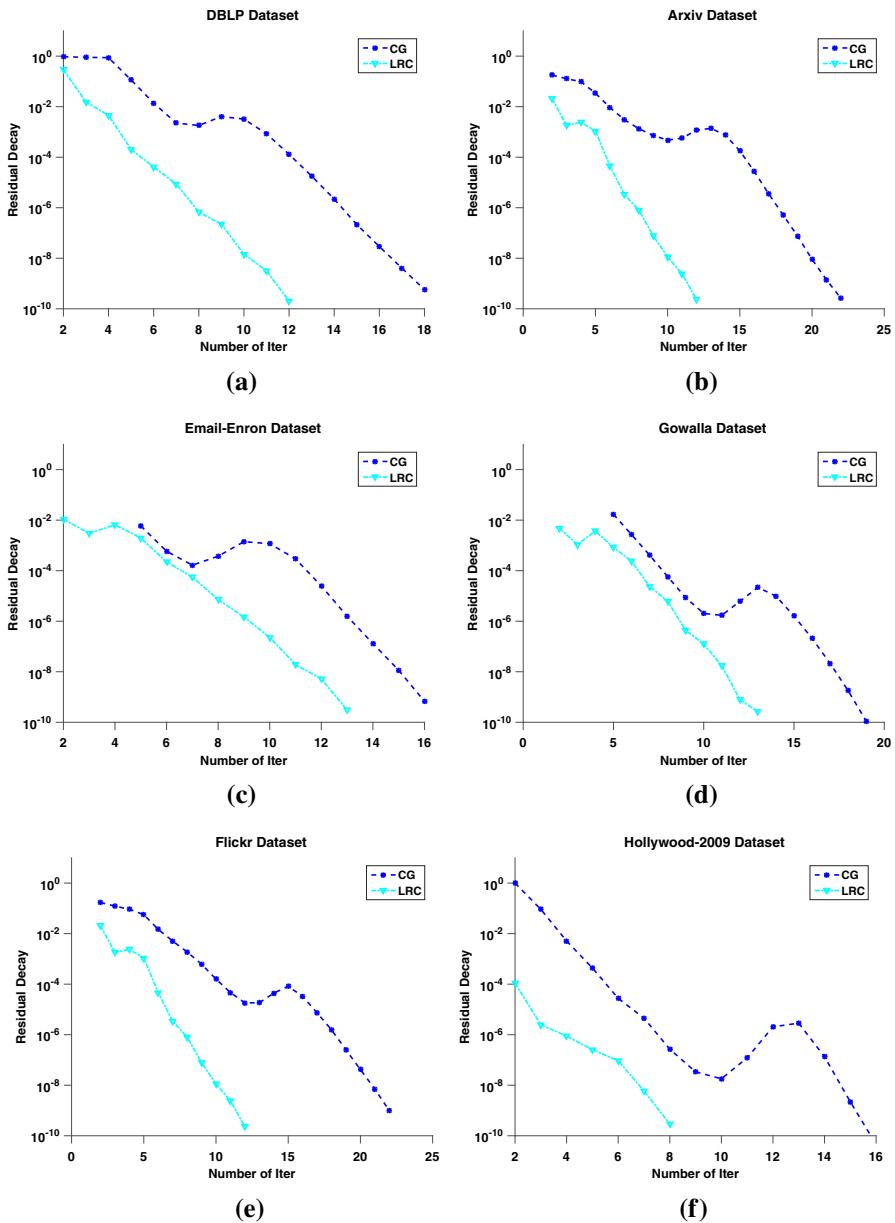 DBLP Dataset
CG
LRC
10^0
10^-2
10^-4
10^-6
10^-8
10^-10
Residual Decay
2 4 6 8 10 12 14 16 18
Number of Iter
(a)
Arxiv Dataset
CG
LRC
10^0
10^-2
10^-4
10^-6
10^-8
10^-10
Residual Decay
0 5 10 15 20 25
Number of Iter
(b)
Email-Enron Dataset
CG
LRC
10^0
10^-2
10^-4
10^-6
10^-8
10^-10
Residual Decay
2 4 6 8 10 12 14 16
Number of Iter
(c)
Gowalla Dataset
CG
LRC
10^0
10^-2
10^-4
10^-6
10^-8
10^-10
Residual Decay
0 5 10 15 20
Number of Iter
(d)
Flickr Dataset
CG
LRC
10^0
10^-2
10^-4
10^-6
10^-8
10^-10
Residual Decay
0 5 10 15 20 25
Number of Iter
(e)
Hollywood-2009 Dataset
CG
LRC
10^0
10^-2
10^-4
10^-6
10^-8
10^-10
Residual Decay
2 4 6 8 10 12 14 16
Number of Iter
(f)